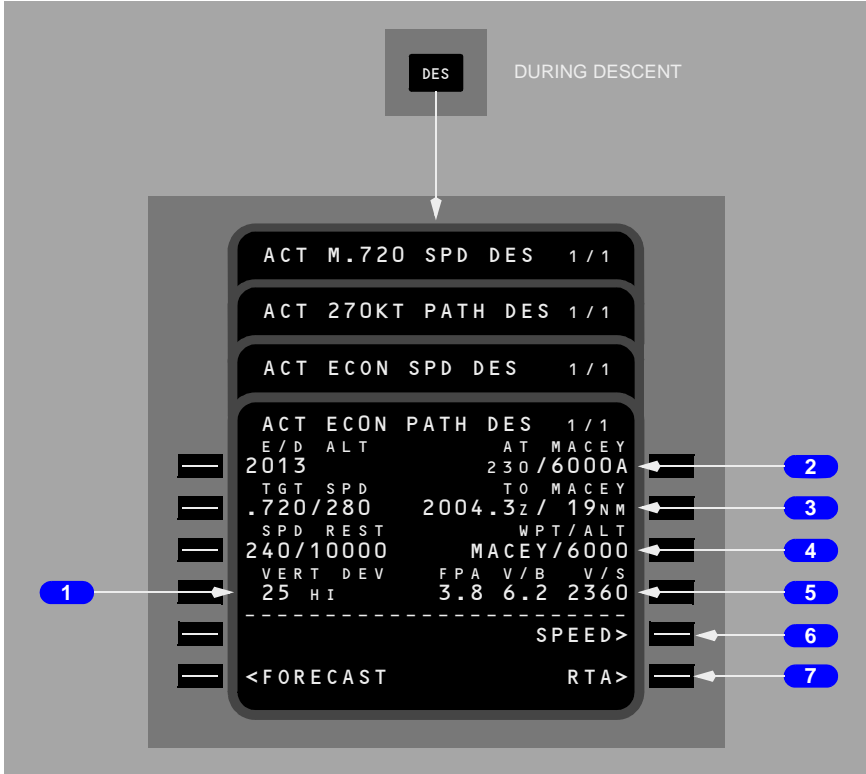 DES
DURING DESCENT
ACT M.720 SPD DES 1/1
ACT 270KT PATH DES 1/1
ACT ECON SPD DES 1/1
ACT ECON PATH DES 1/1
E/D ALT AT MACEY
2013 230/6000A
2
TGT SPD TO MACEY
.720/280 2004.3Z/ 19NM
3
SPD REST WPT/ALT
240/10000 MACEY/6000
4
VERT DEV FPA V/B V/S
1
25 HI 3.8 6.2 2360
5
--------------------
SPEED>
6
<FORECAST RTA>
7